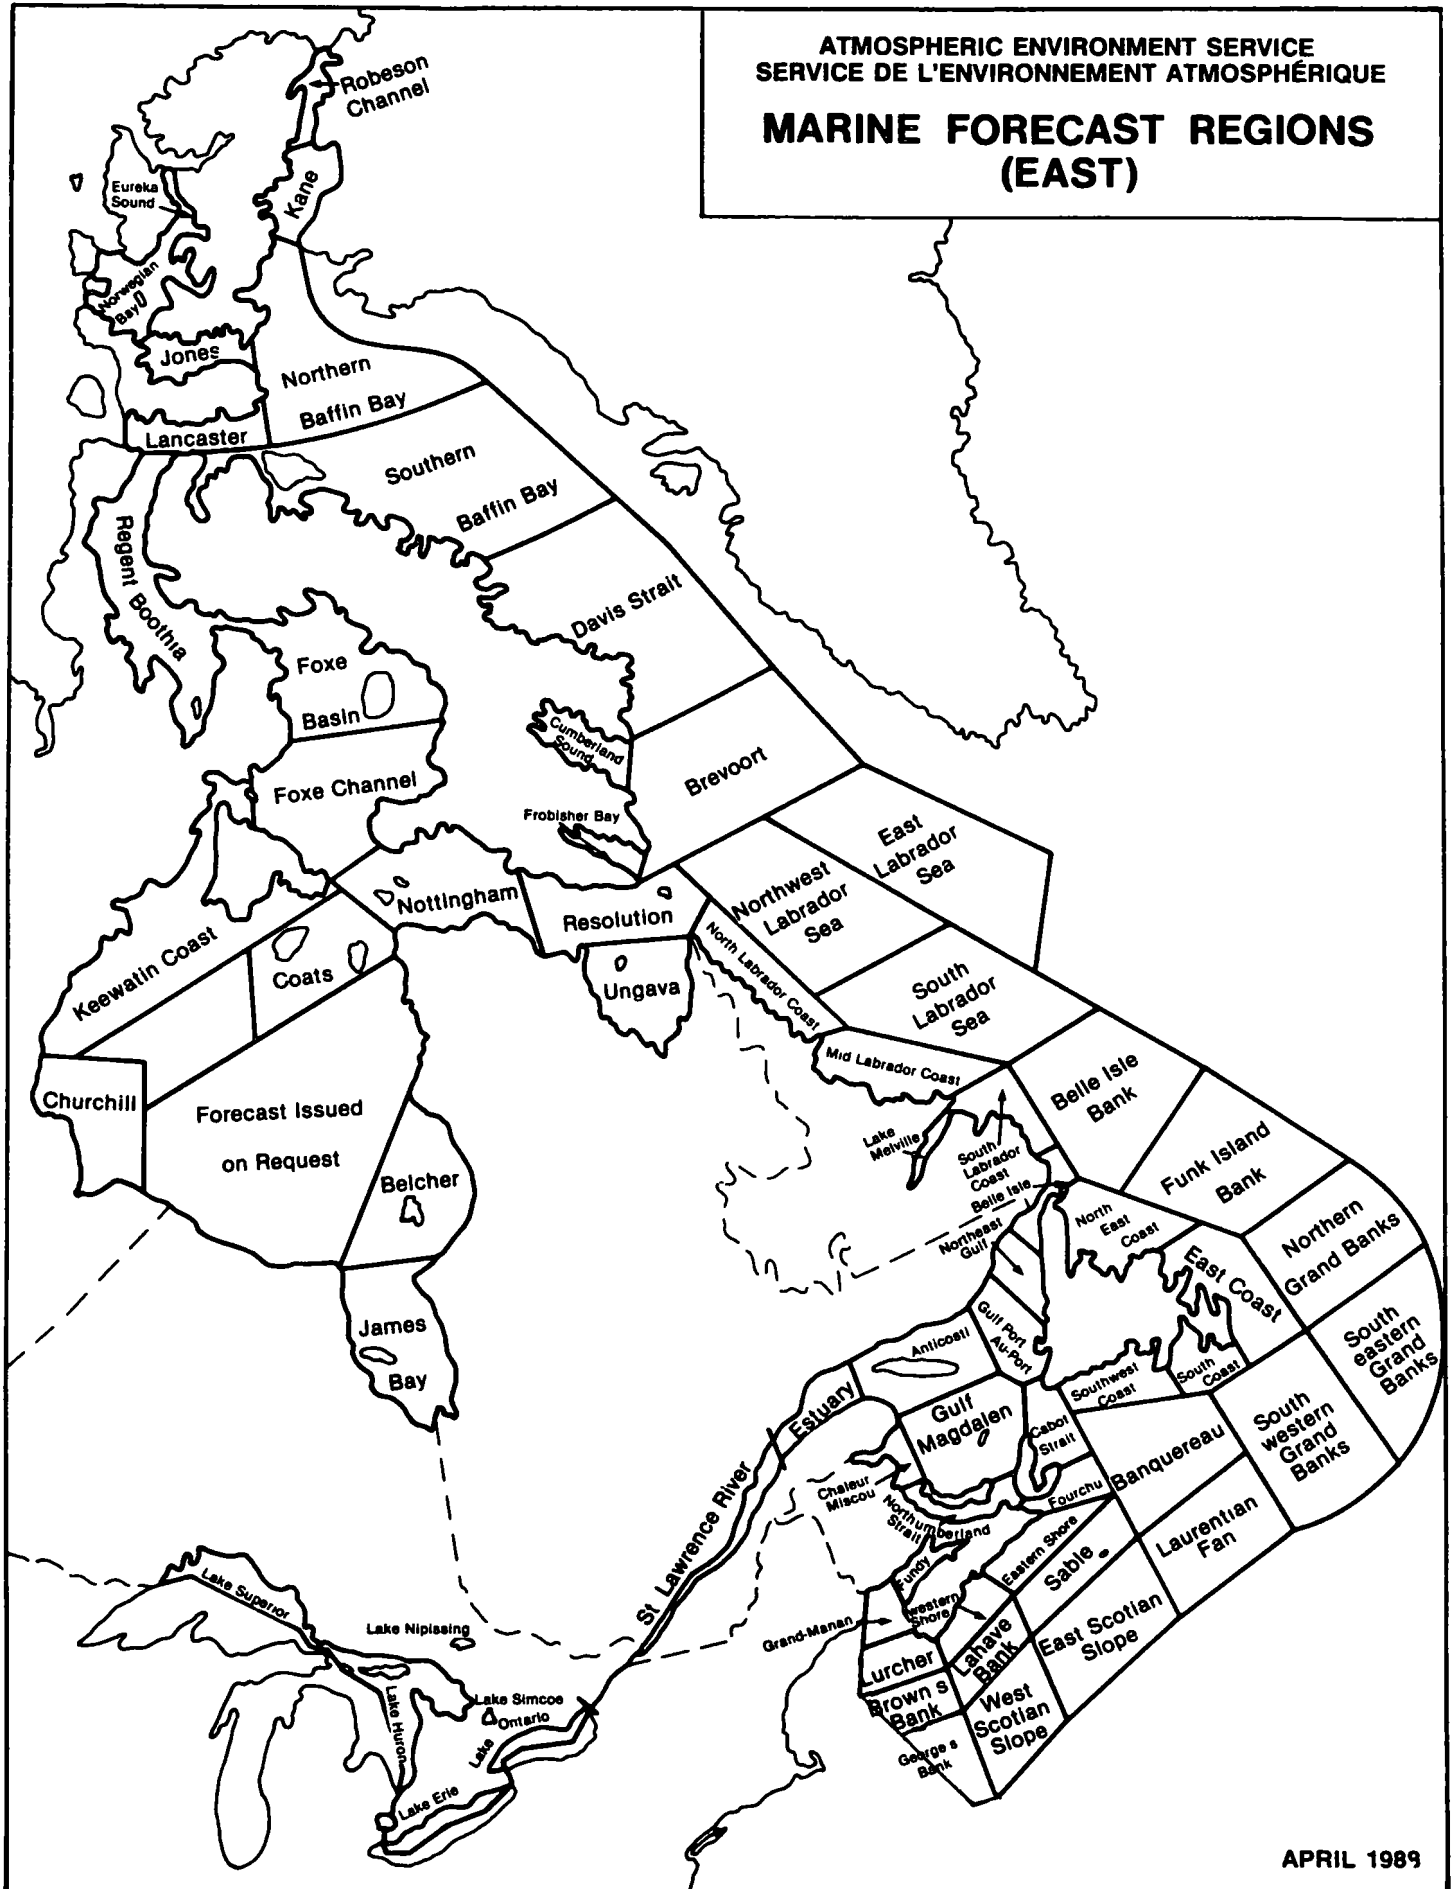 ATMOSPHERIC ENVIRONMENT SERVICE
SERVICE DE L'ENVIRONNEMENT ATMOSPHÉRIQUE
MARINE FORECAST REGIONS
(EAST)
Robeson
Channel
Eureka
Sound
Kane
Norwegian
Bay
Jones
Northern
Baffin Bay
Lancaster
Southern
Baffin Bay
Regent Boothia
Davis Strait
Foxe
Basin
Cumberland
Sound
Brevoort
Foxe Channel
Frobisher Bay
East
Labrador
Sea
Northwest
Labrador
Sea
Nottingham
Resolution
Keewatin Coast
Coats
North Labrador Coast
South
Labrador
Sea
Ungava
Mid Labrador Coast
Churchill
Forecast Issued
on Request
Belle Isle
Bank
Lake
Melville
South
Labrador
Coast
Belle Isle
Funk Island
Bank
Belcher
North
East
Coast
Northeast
Gulf
Northern
Grand Banks
East Coast
Gulf Port
Au-Port
James
Bay
Anticosti
South
eastern
Grand
Banks
Southwest
Coast
South
Coast
Estuary
Gulf
Magdalen
Cabot
Strait
South
western
Grand
Banks
Banquereau
Chaleur
Miscou
Fourchu
Northumberland
Strait
St Lawrence River
Laurentian
Fan
Eastern Shore
Sable
Fundy
Lake Superior
Lake Nipissing
Western
Shore
Grand-Manan
Lahave
Bank
East Scotian
Slope
Lurcher
Brown s
Bank
West
Scotian
Slope
Lake Huron
Lake Simcoe
Lake Ontario
George s
Bank
Lake Erie
APRIL 1989